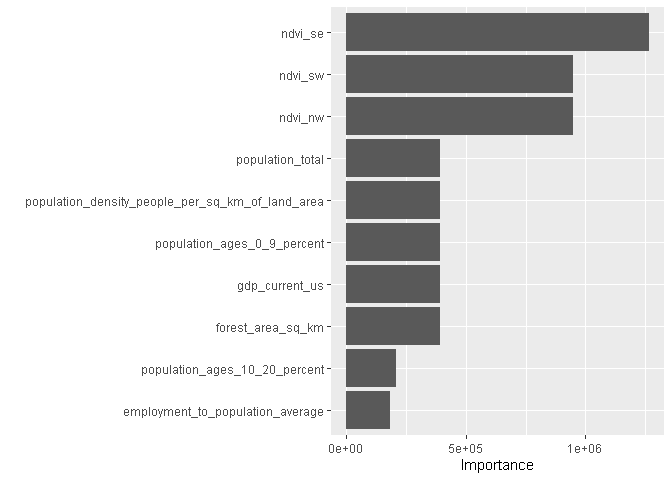 ndvi_se
ndvi_sw
ndvi_nw
population_total
population_density_people_per_sq_km_of_land_area
population_ages_0_9_percent
gdp_current_us
forest_area_sq_km
population_ages_10_20_percent
employment_to_population_average
0e+00 5e+05 1e+06
Importance